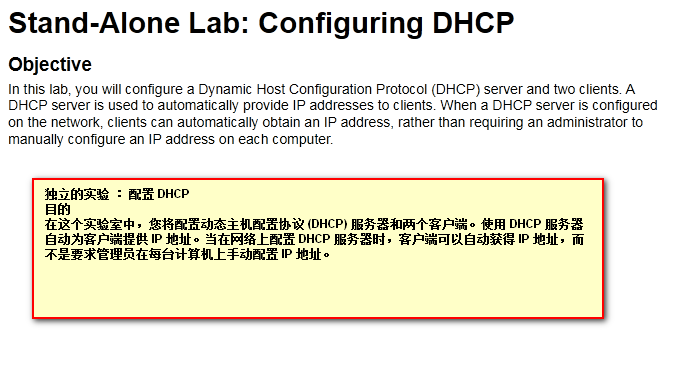 Stand-Alone Lab: Configuring DHCP
Objective
In this lab, you will configure a Dynamic Host Configuration Protocol (DHCP) server and two clients. A
DHCP server is used to automatically provide IP addresses to clients. When a DHCP server is configured
on the network, clients can automatically obtain an IP address, rather than requiring an administrator to
manually configure an IP address on each computer.
独立的实验 ： 配置 DHCP
目的
在这个实验室中，您将配置动态主机配置协议 (DHCP) 服务器和两个客户端。使用 DHCP 服务器
自动为客户端提供 IP 地址。当在网络上配置 DHCP 服务器时，客户端可以自动获得 IP 地址，而
不是要求管理员在每台计算机上手动配置 IP 地址。